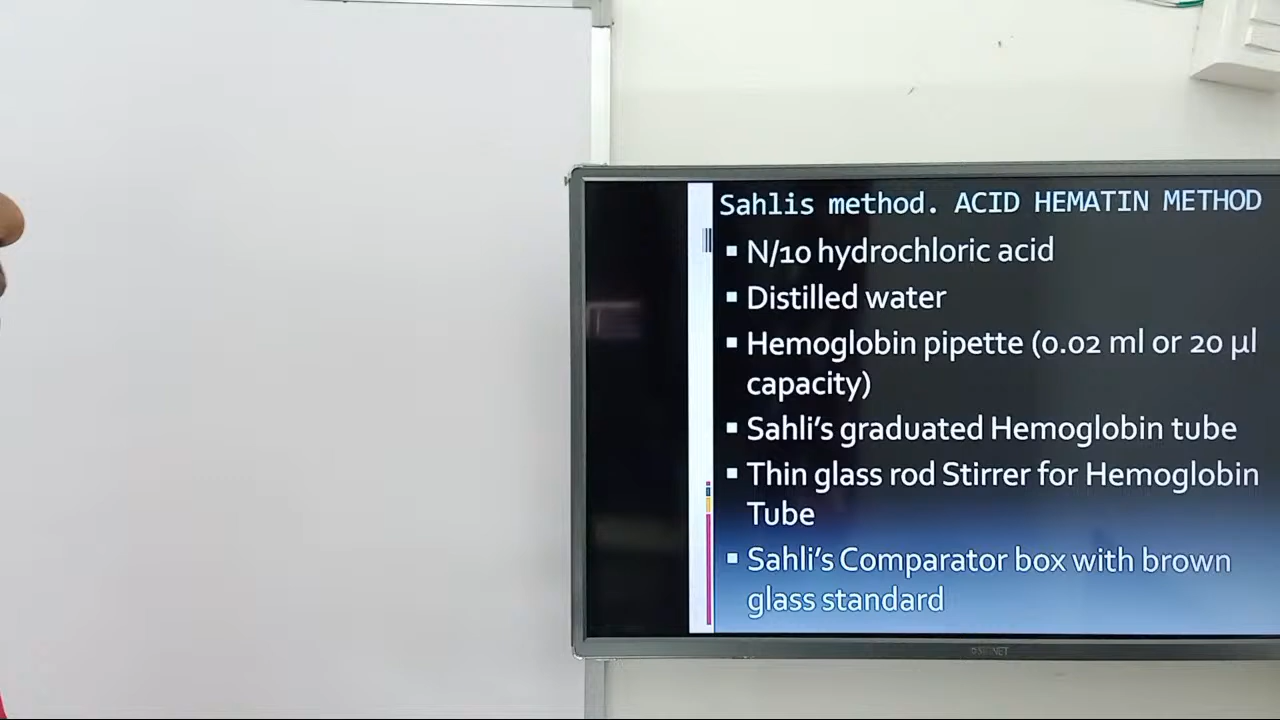 Sahlis method. ACID HEMATIN METHOD
▪ N/10 hydrochloric acid
▪ Distilled water
▪ Hemoglobin pipette (0.02 ml or 20 µl
capacity)
▪ Sahli’s graduated Hemoglobin tube
▪ Thin glass rod Stirrer for Hemoglobin
Tube
▪ Sahli’s Comparator box with brown
glass standard